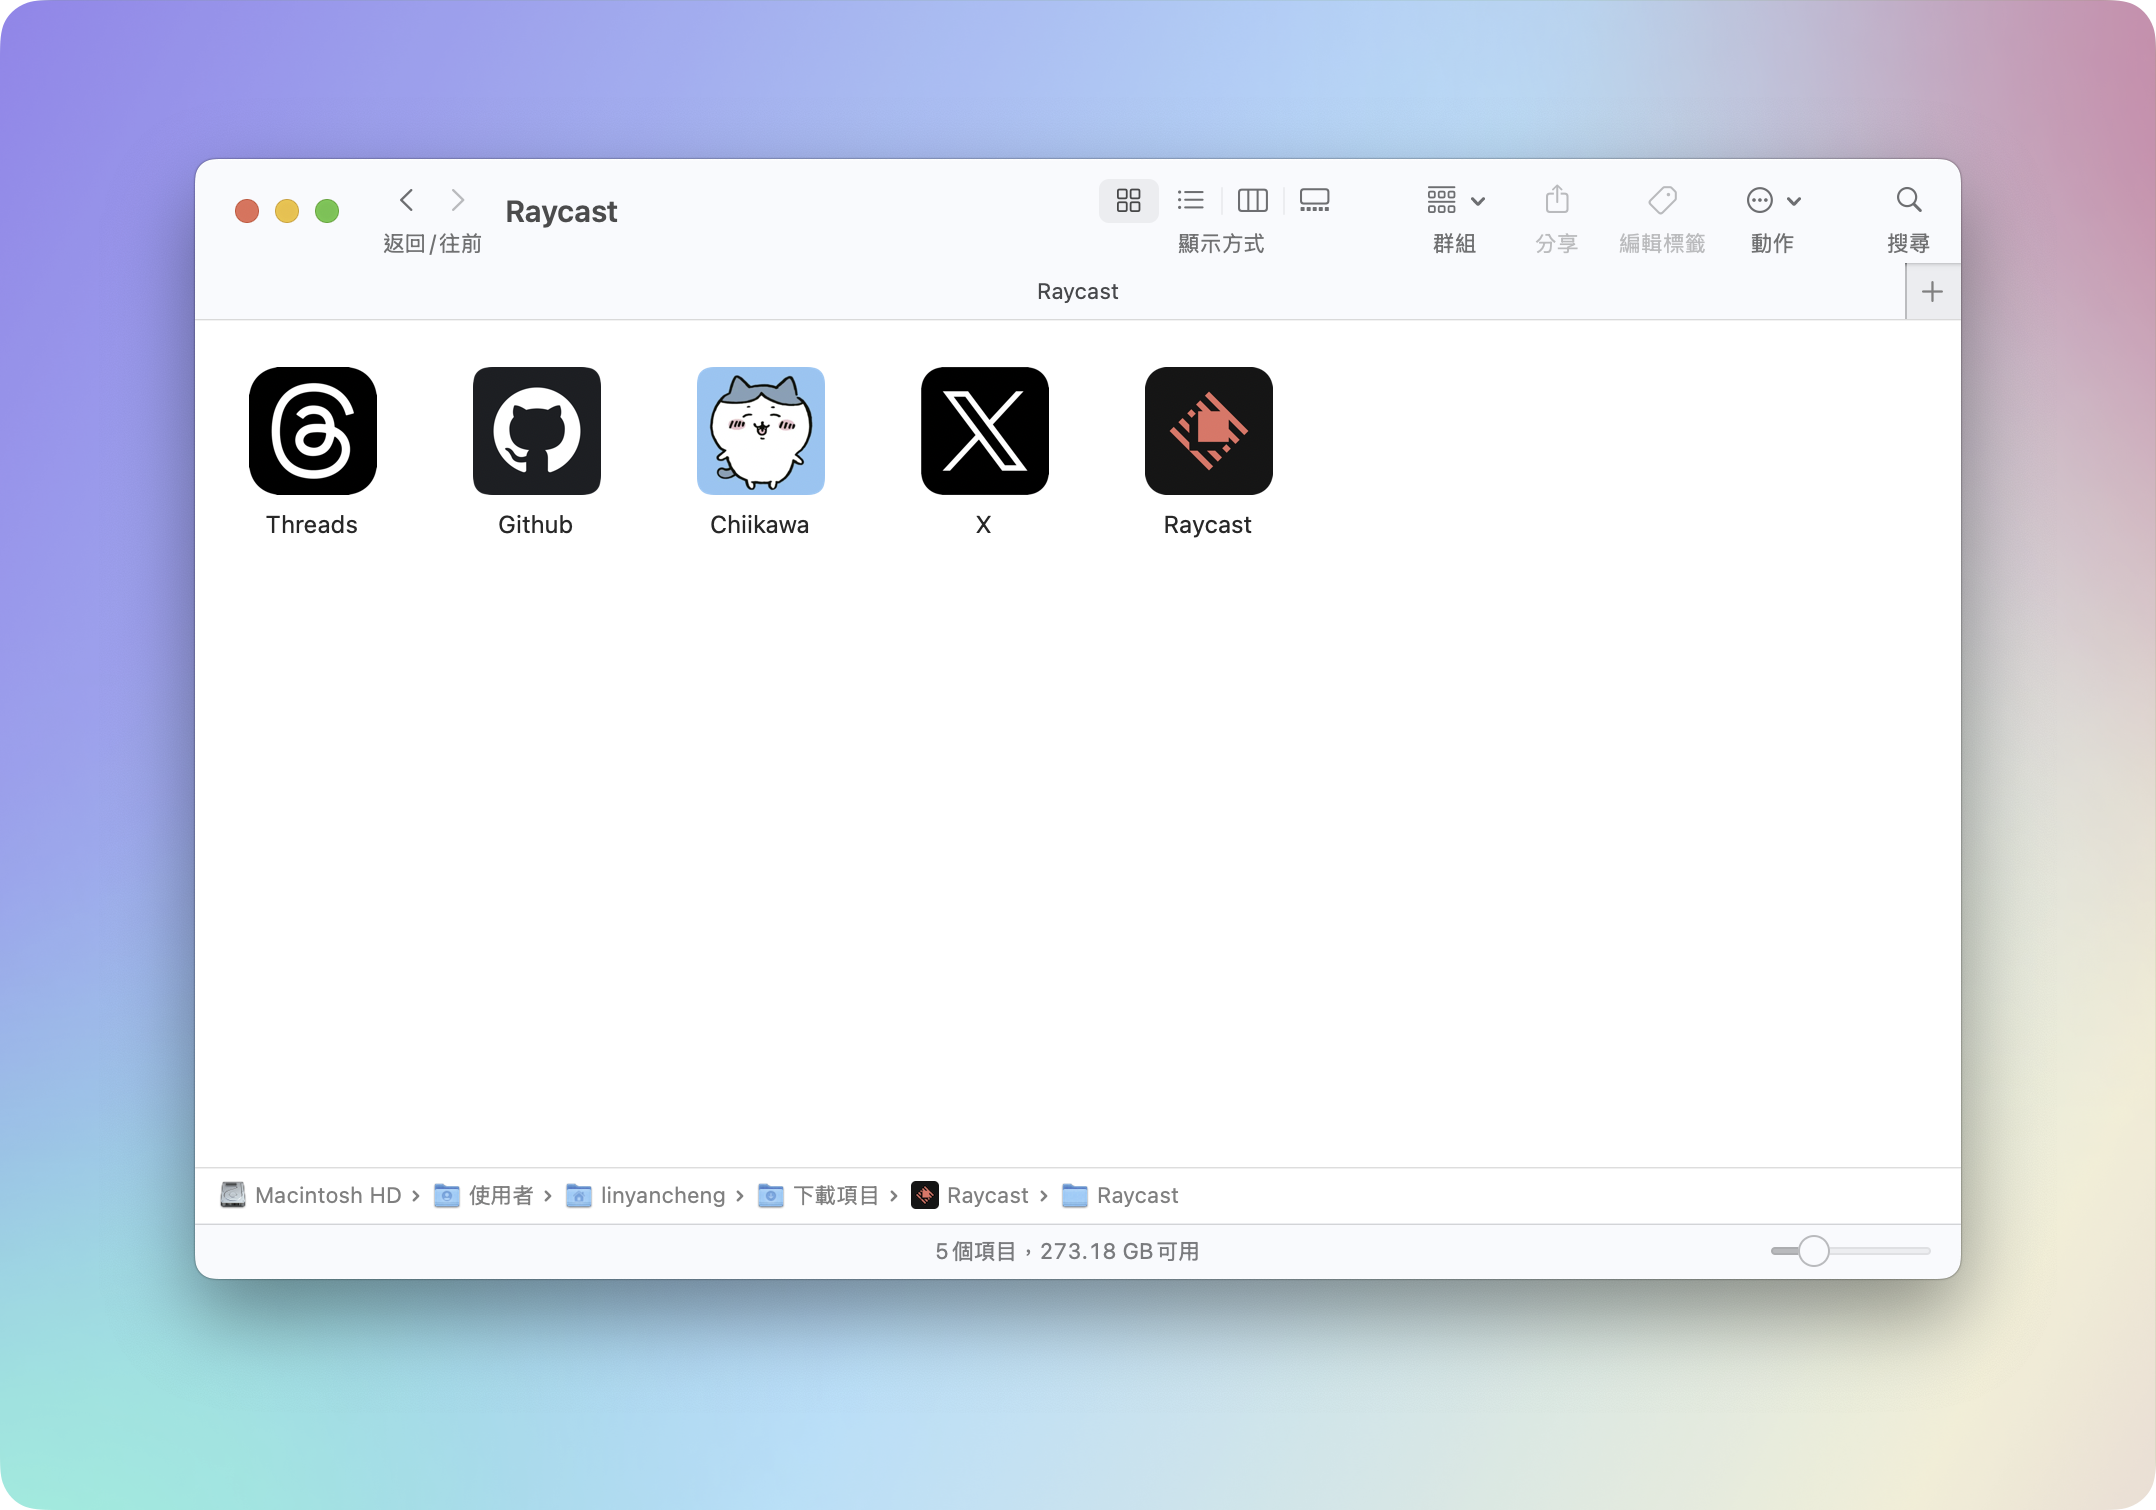 Raycast
返回/往前
顯示方式
群組
分享
編輯標籤
動作
搜尋
Raycast
Threads
Github
Chiikawa
X
Raycast
Macintosh HD › 使用者 › linyancheng › 下載項目 › Raycast › Raycast
5個項目，273.18 GB可用